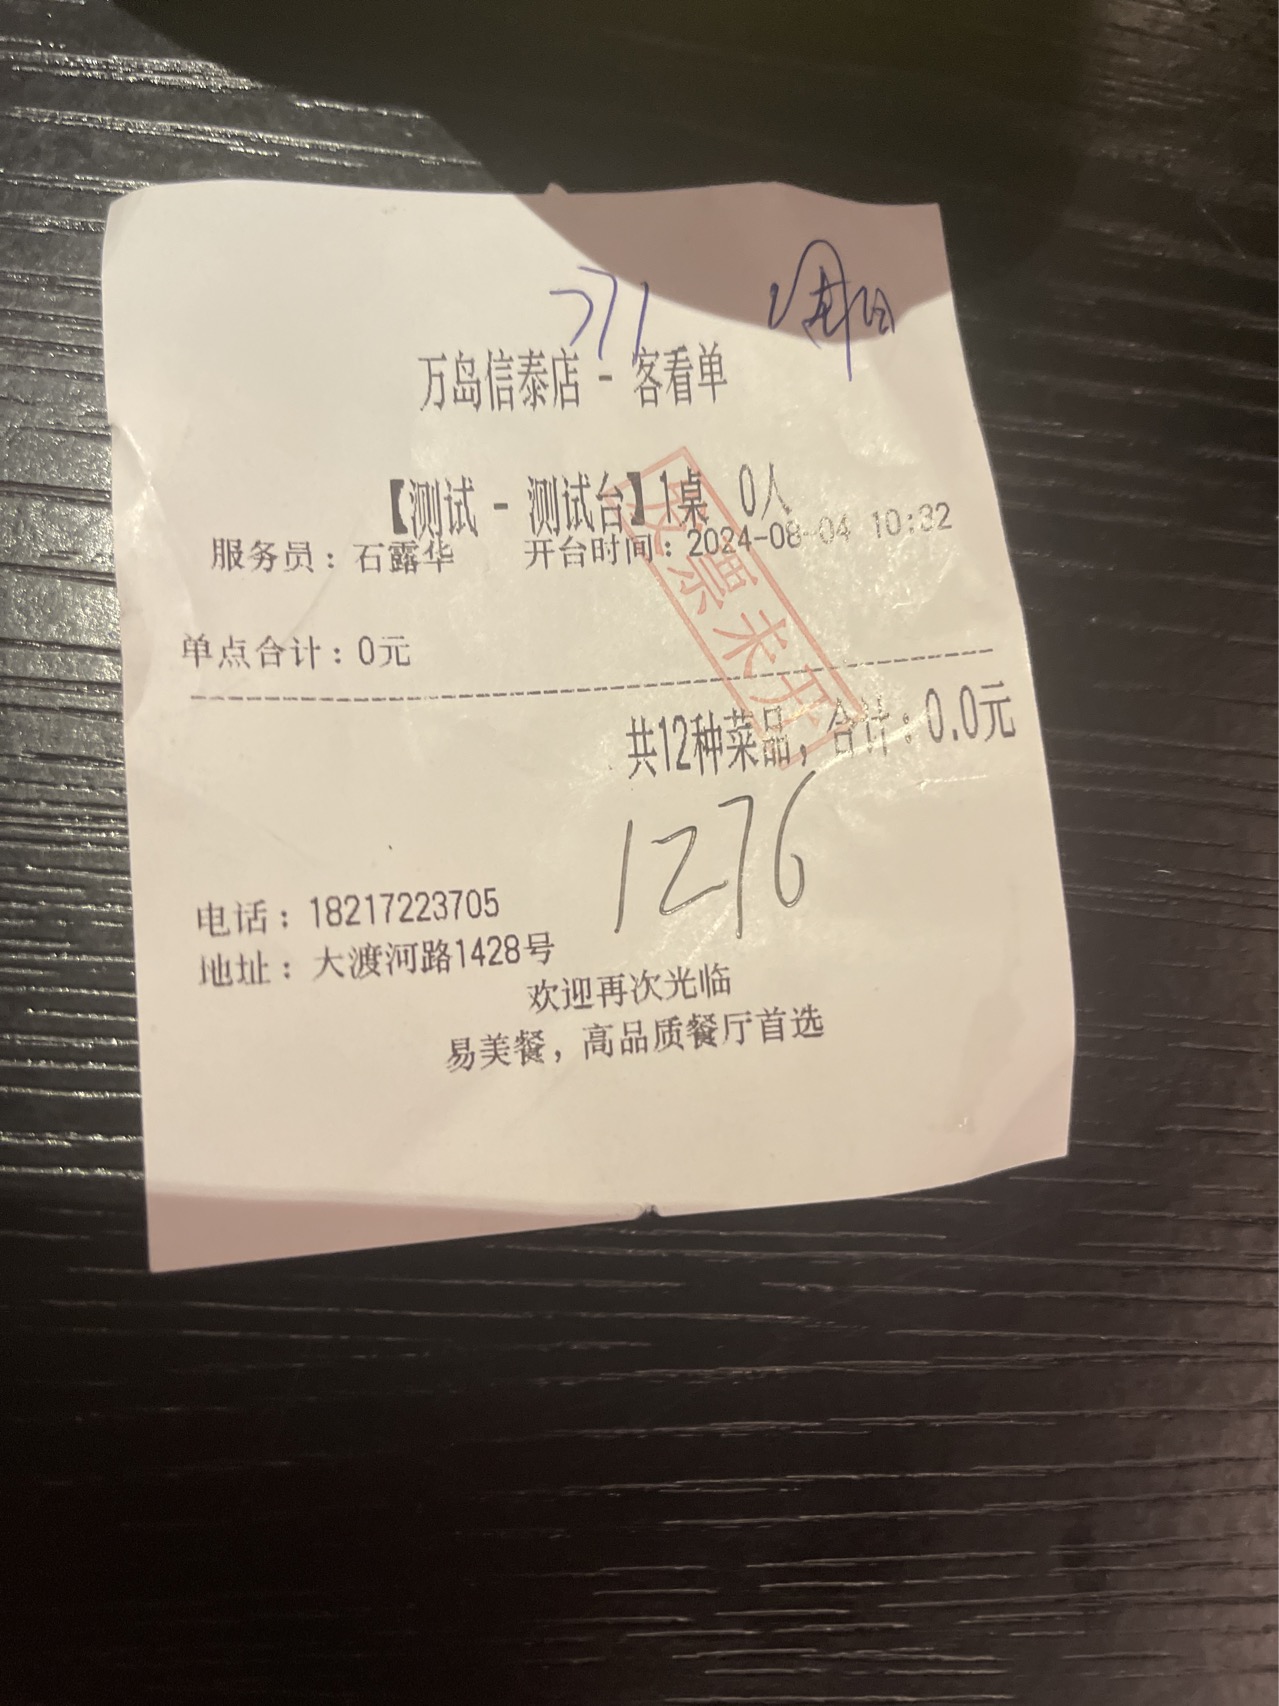 771
万岛信泰店 - 客看单
【测试 - 测试台】1桌 0人
服务员：石露华 开台时间：2024-08-04 10:32
发票未开
单点合计：0元
共12种菜品，合计：0.0元
1276
电话：18217223705
地址：大渡河路1428号
欢迎再次光临
易美餐，高品质餐厅首选